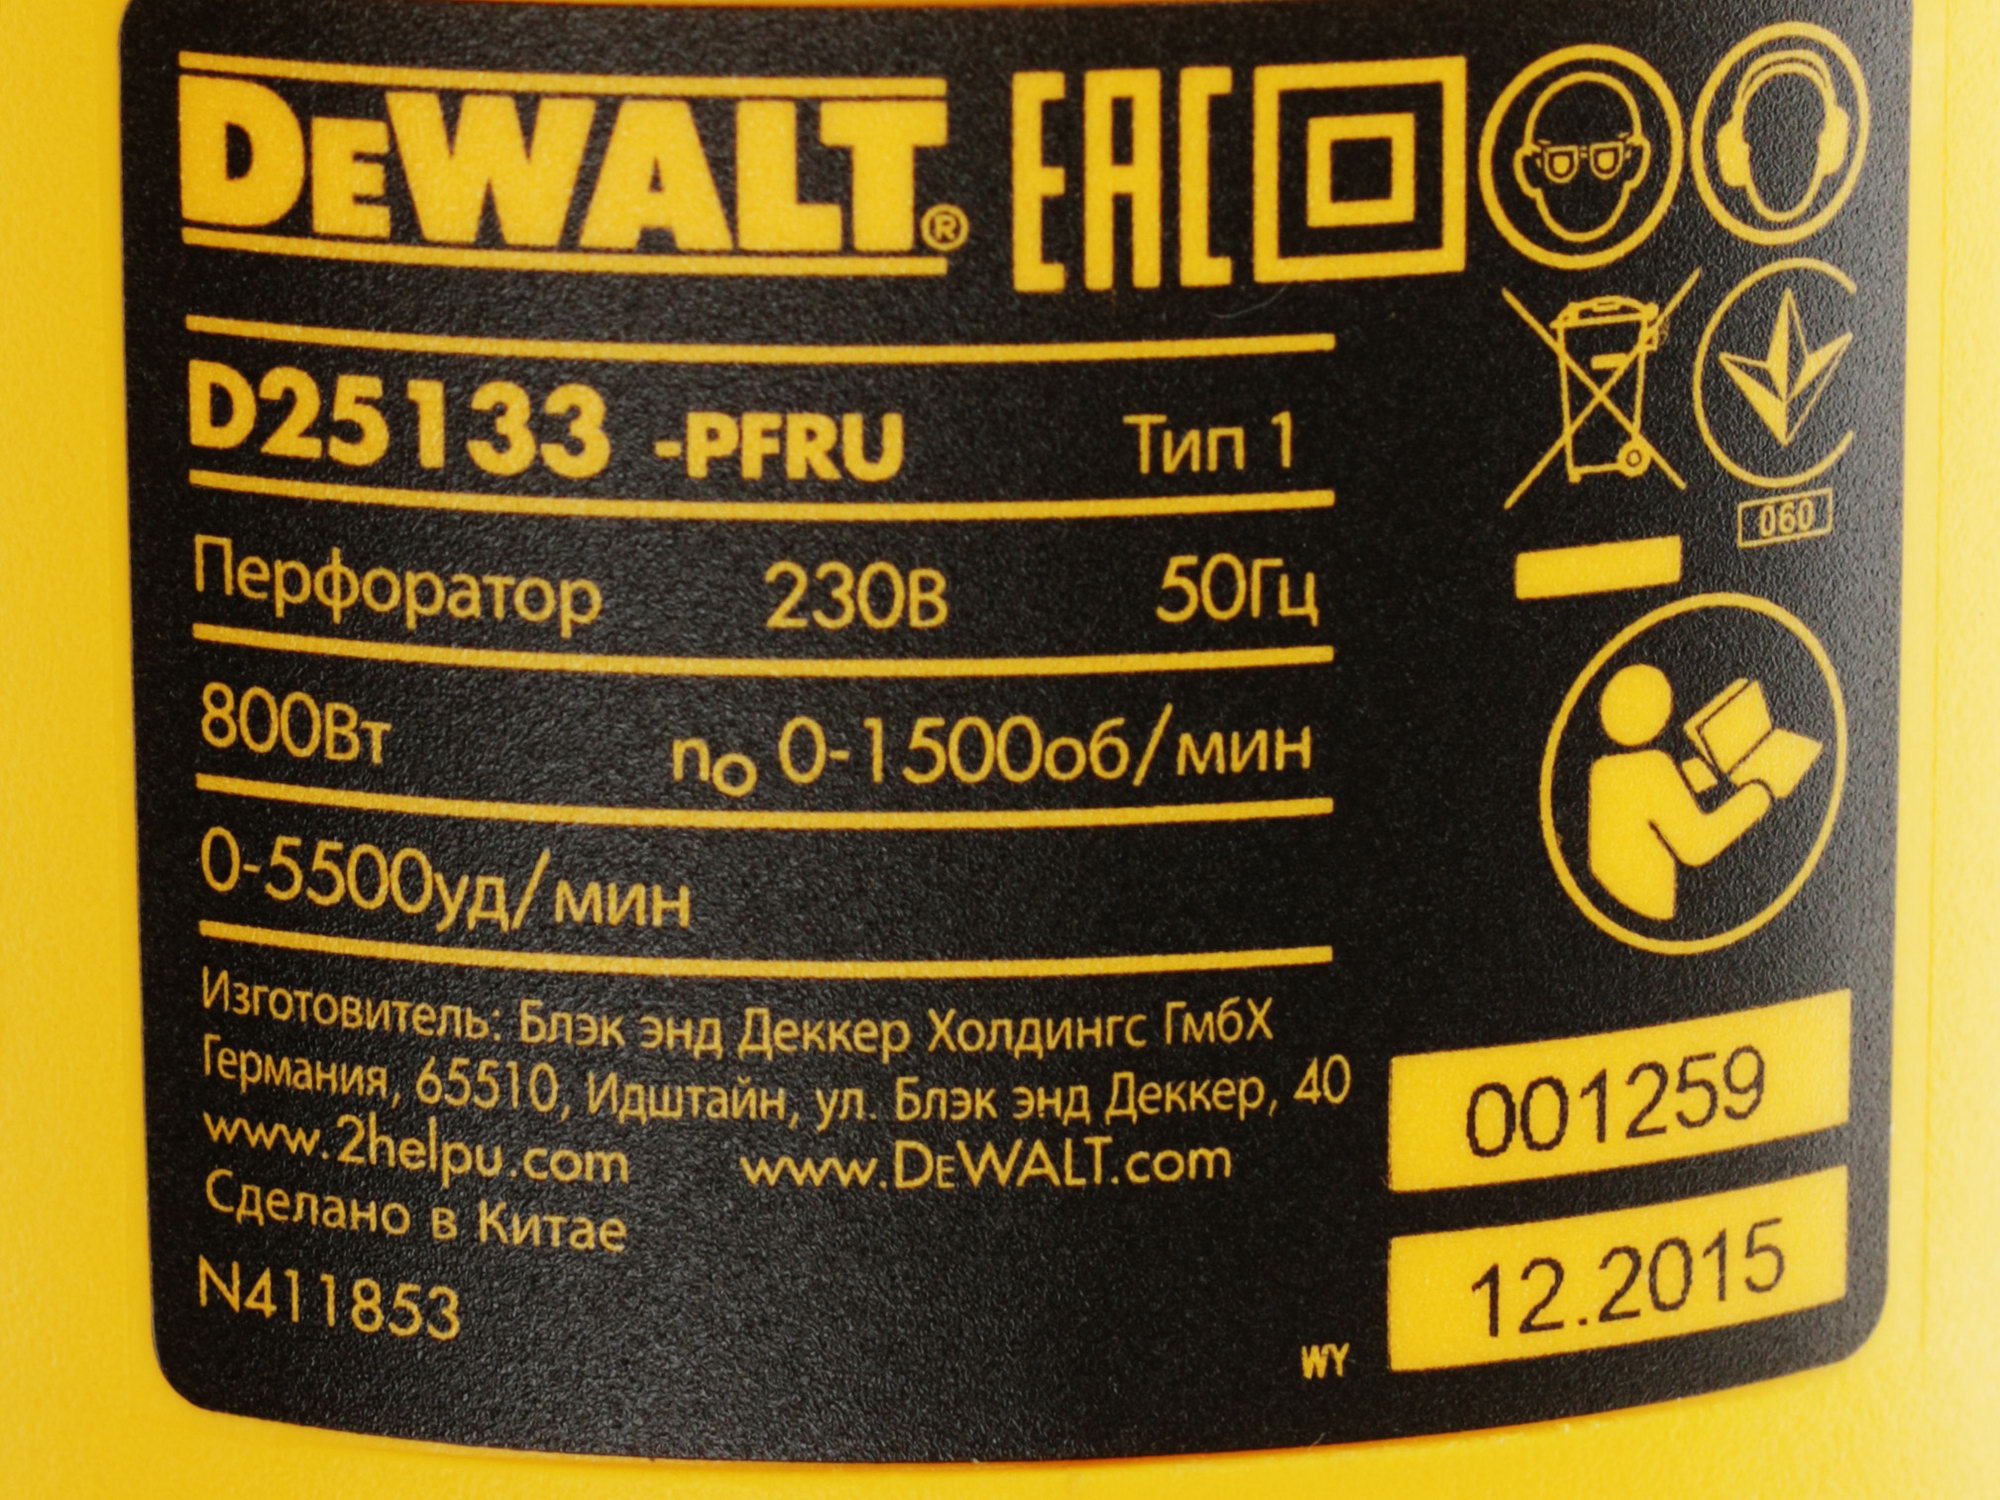 DEWALT® EAC
D25133 -PFRU Тип 1
060
Перфоратор 230В 50Гц
800Вт no 0-1500об/мин
0-5500уд/мин
Изготовитель: Блэк энд Деккер Холдингс ГмбХ
Германия, 65510, Идштайн, ул. Блэк энд Деккер, 40
www.2helpu.com www.DEWALT.com
001259
Сделано в Китае
N411853
12.2015
WY